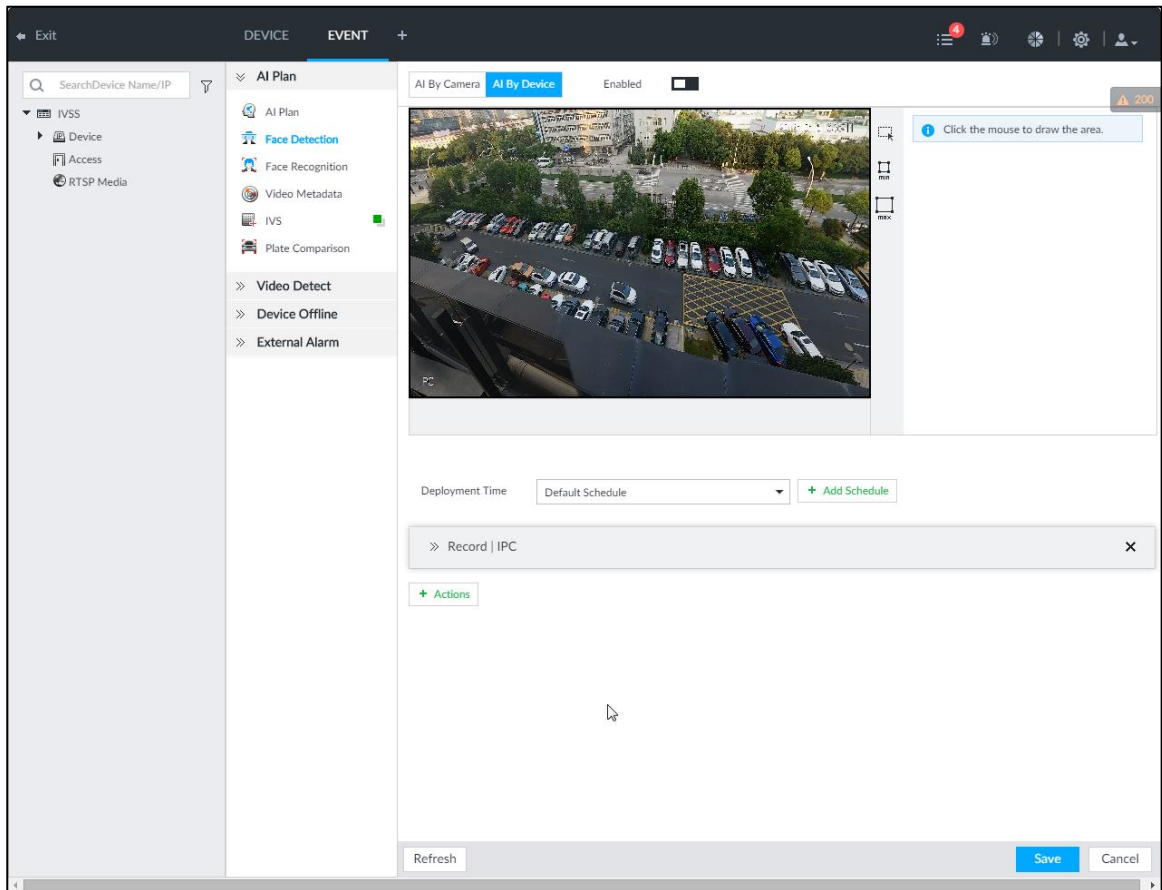 Exit
DEVICE EVENT +
4
SearchDevice Name/IP
IVSS
Device
Access
RTSP Media
AI Plan
AI Plan
Face Detection
Face Recognition
Video Metadata
IVS
Plate Comparison
Video Detect
Device Offline
External Alarm
AI By Camera AI By Device Enabled
200
PC
min
max
Click the mouse to draw the area.
Deployment Time Default Schedule + Add Schedule
Record | IPC
+ Actions
Refresh Save Cancel